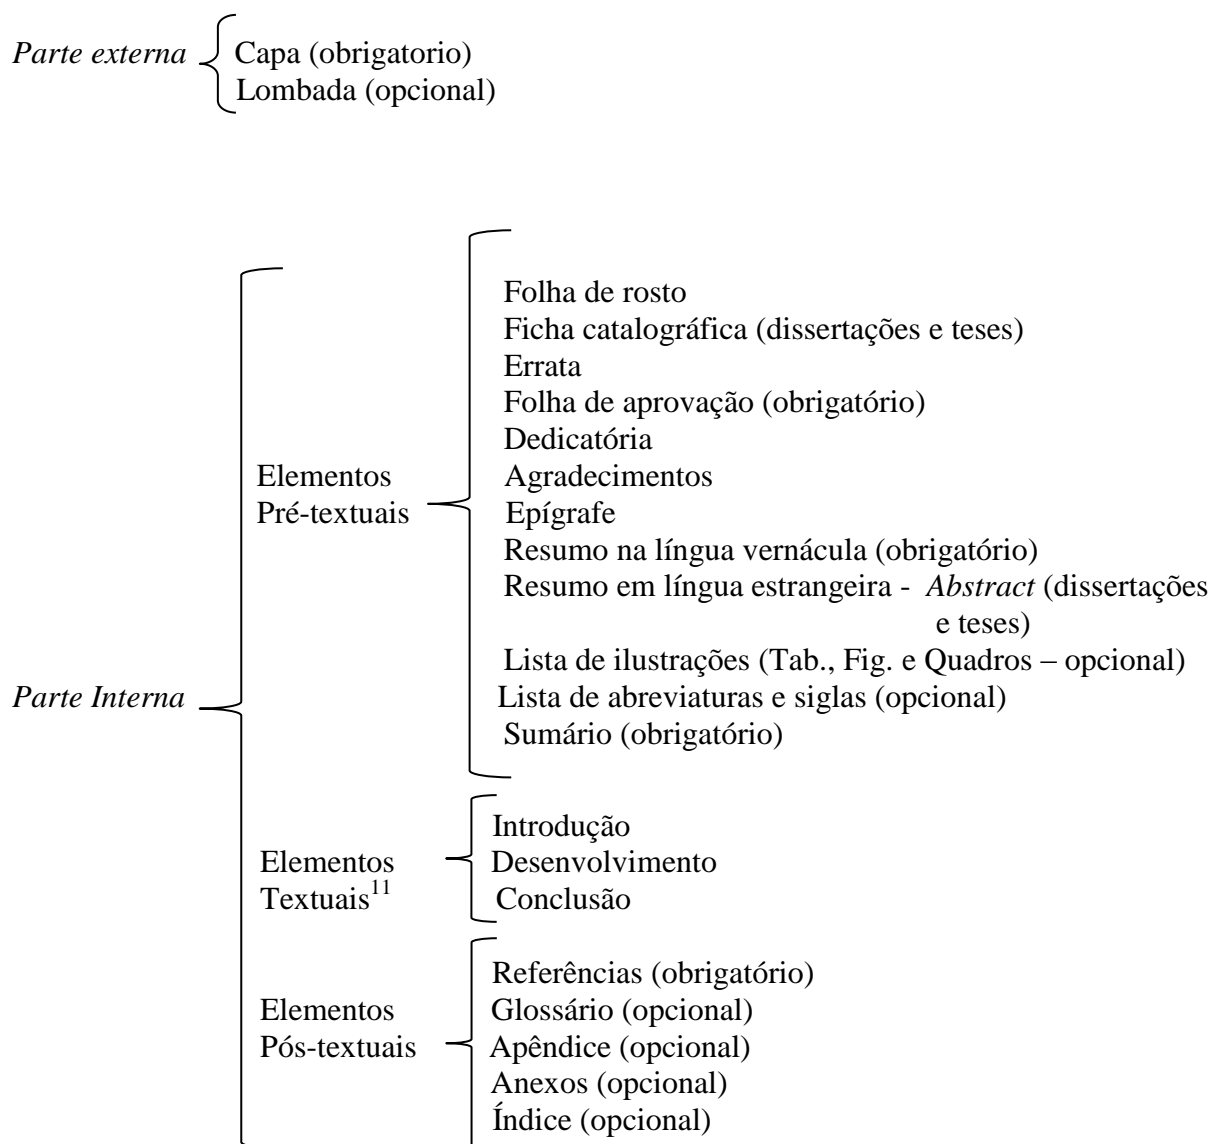 Parte externa
Capa (obrigatorio)
Lombada (opcional)
Parte Interna
Elementos
Pré-textuais
Folha de rosto
Ficha catalográfica (dissertações e teses)
Errata
Folha de aprovação (obrigatório)
Dedicatória
Agradecimentos
Epígrafe
Resumo na língua vernácula (obrigatório)
Resumo em língua estrangeira - Abstract (dissertações
e teses)
Lista de ilustrações (Tab., Fig. e Quadros – opcional)
Lista de abreviaturas e siglas (opcional)
Sumário (obrigatório)
Elementos
Textuais11
Introdução
Desenvolvimento
Conclusão
Elementos
Pós-textuais
Referências (obrigatório)
Glossário (opcional)
Apêndice (opcional)
Anexos (opcional)
Índice (opcional)